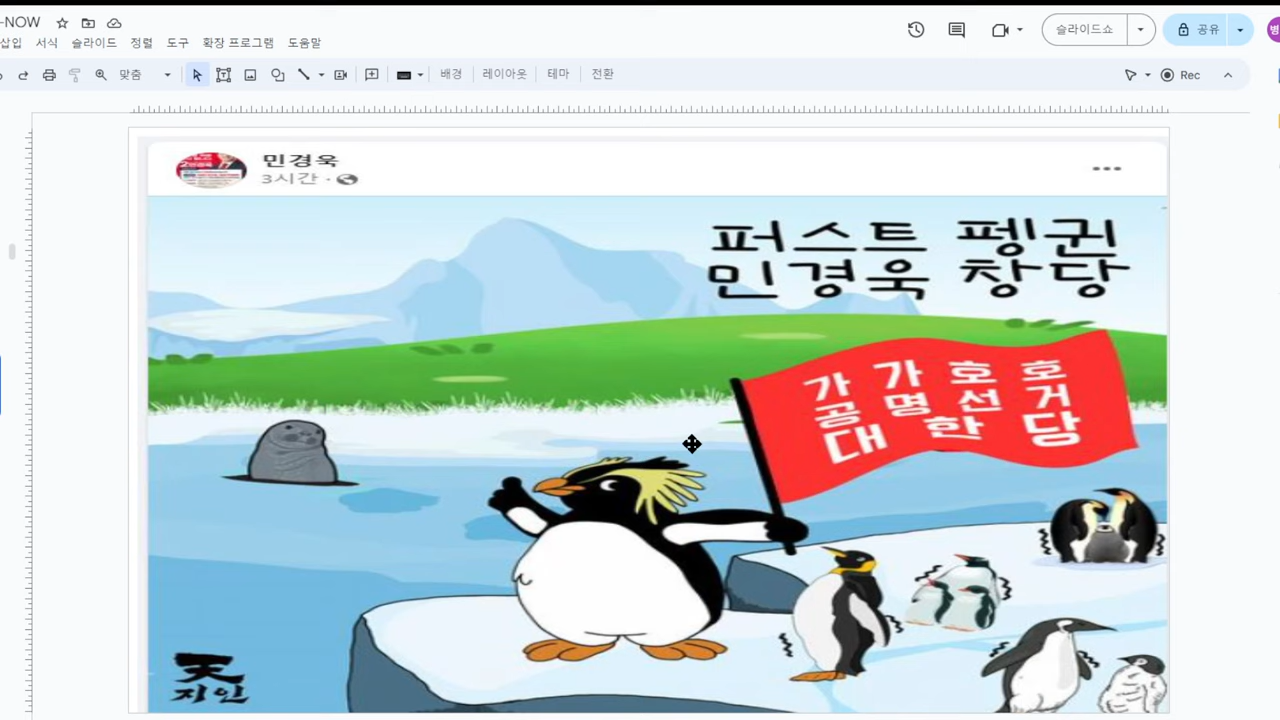 -NOW
삽입 서식 슬라이드 정렬 도구 확장 프로그램 도움말
슬라이드쇼
공유
병
맞춤
배경 레이아웃 테마 전환
Rec
민경욱
3시간 ·
퍼스트 펭귄
민경욱 창당
가 가 호 호
공 명 선 거
대 한 당
天
지인